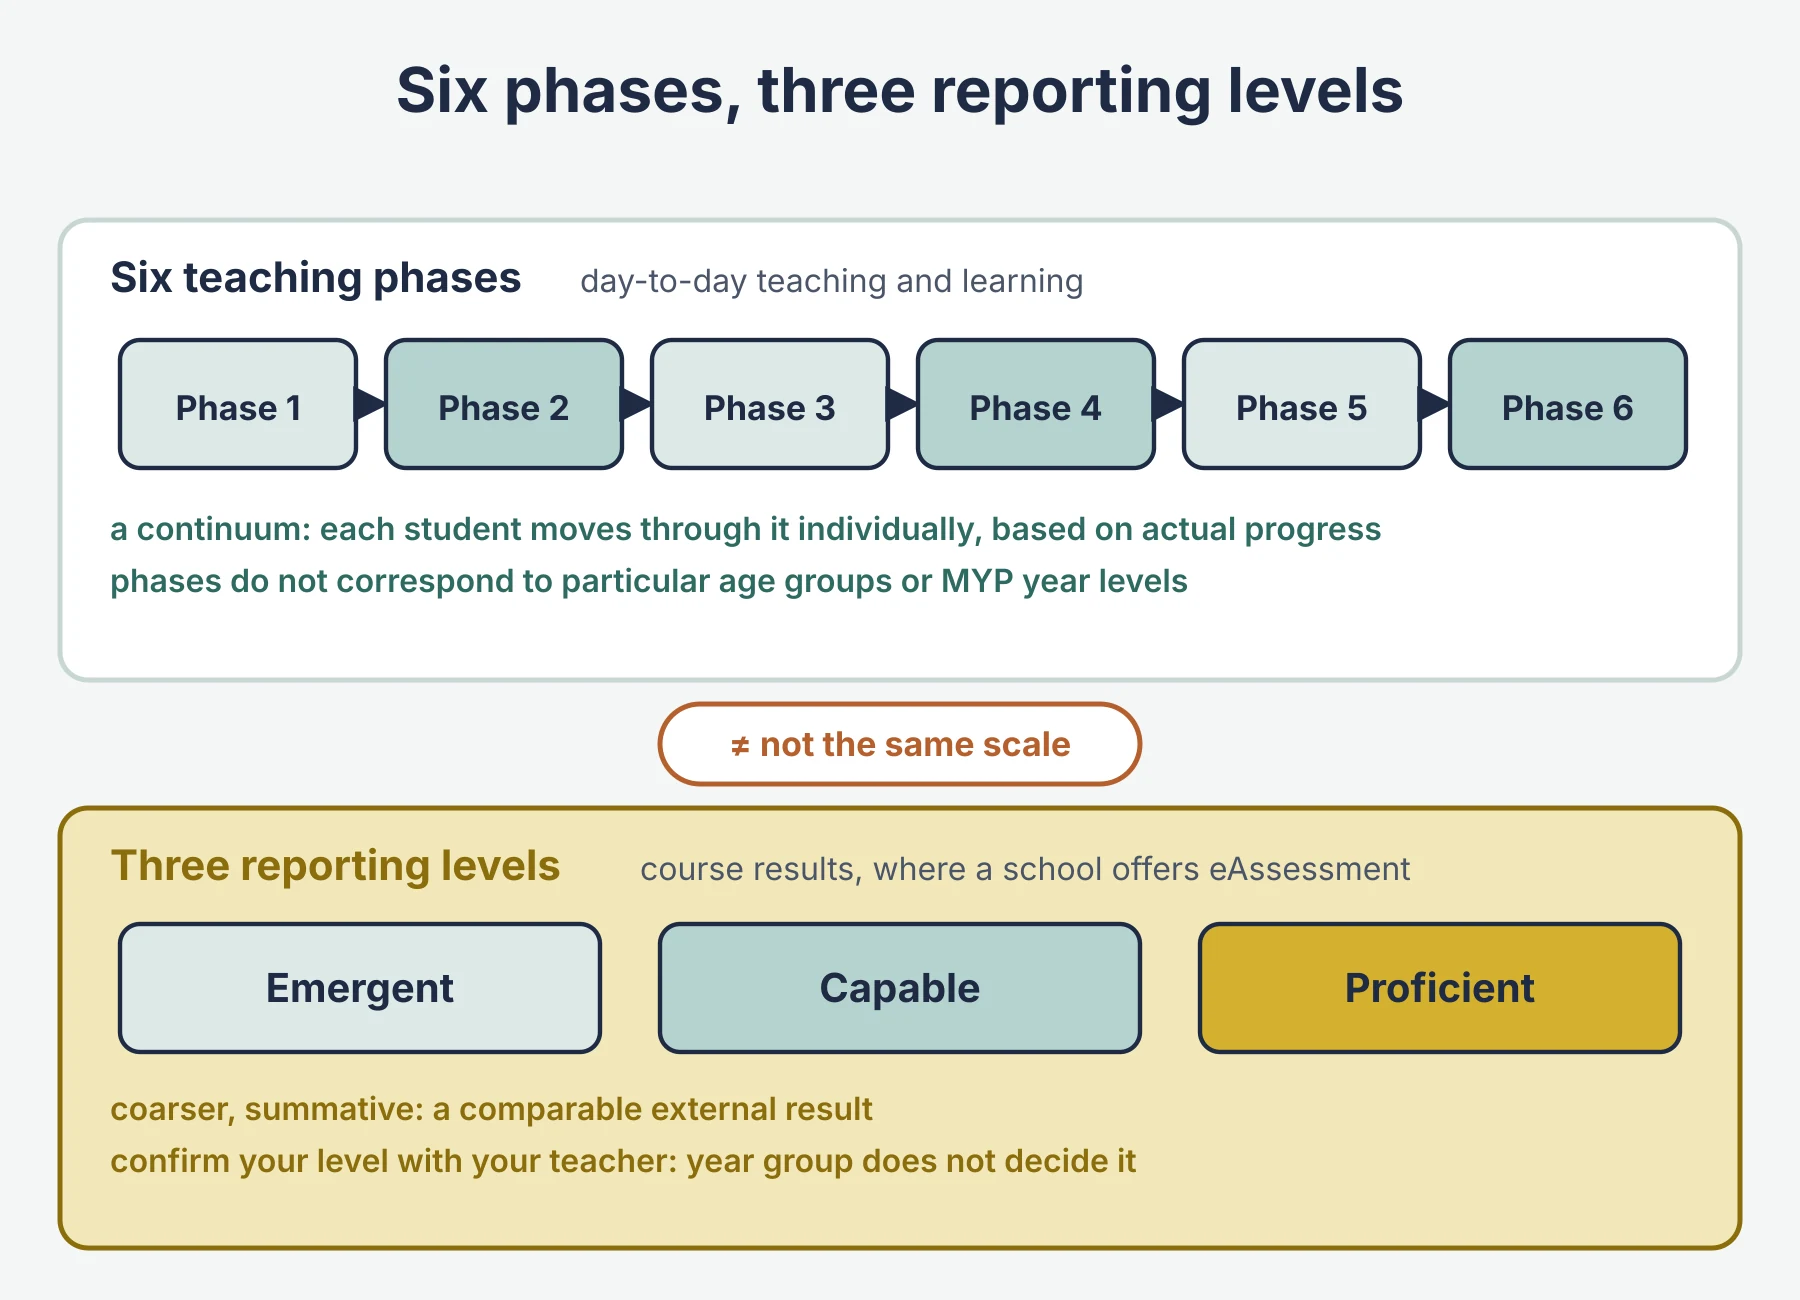 Six phases, three reporting levels
Six teaching phases day-to-day teaching and learning
Phase 1 Phase 2 Phase 3 Phase 4 Phase 5 Phase 6
a continuum: each student moves through it individually, based on actual progress
phases do not correspond to particular age groups or MYP year levels
≠ not the same scale
Three reporting levels course results, where a school offers eAssessment
Emergent Capable Proficient
coarser, summative: a comparable external result
confirm your level with your teacher: year group does not decide it